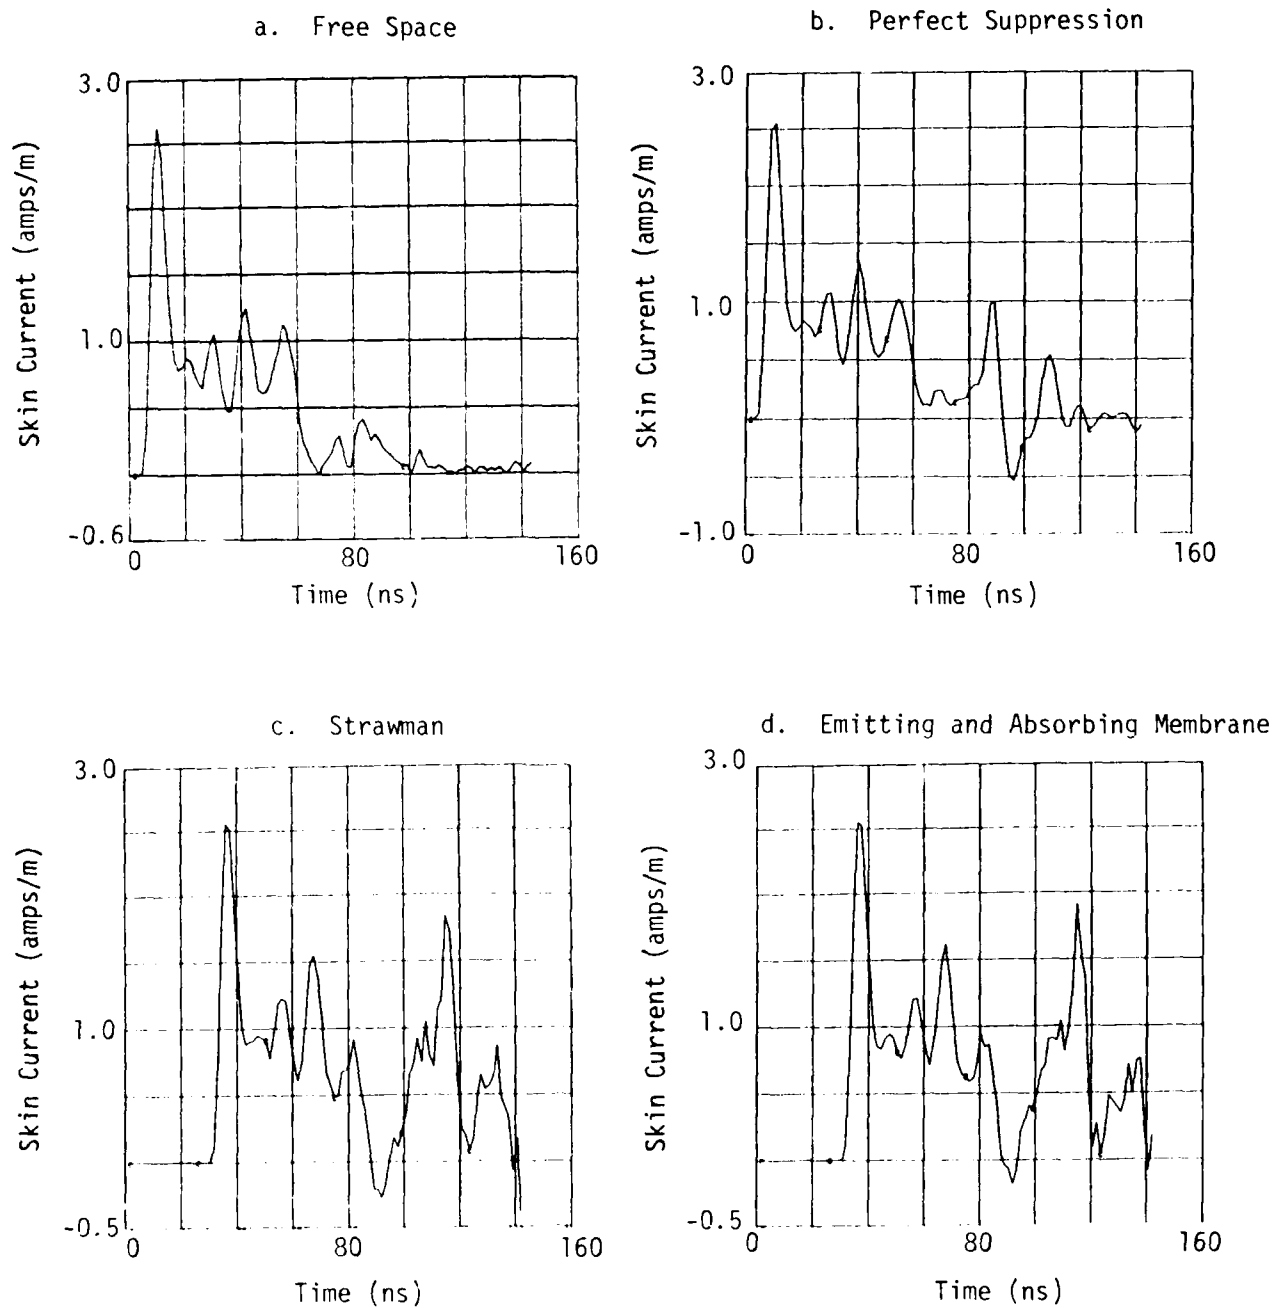 a. Free Space
3.0
1.0
-0.6
0
80
160
Skin Current (amps/m)
Time (ns)
b. Perfect Suppression
3.0
1.0
-1.0
0
80
160
Skin Current (amps/m)
Time (ns)
c. Strawman
3.0
1.0
-0.5
0
80
160
Skin Current (amps/m)
Time (ns)
d. Emitting and Absorbing Membrane
3.0
1.0
-0.5
0
80
160
Skin Current (amps/m)
Time (ns)